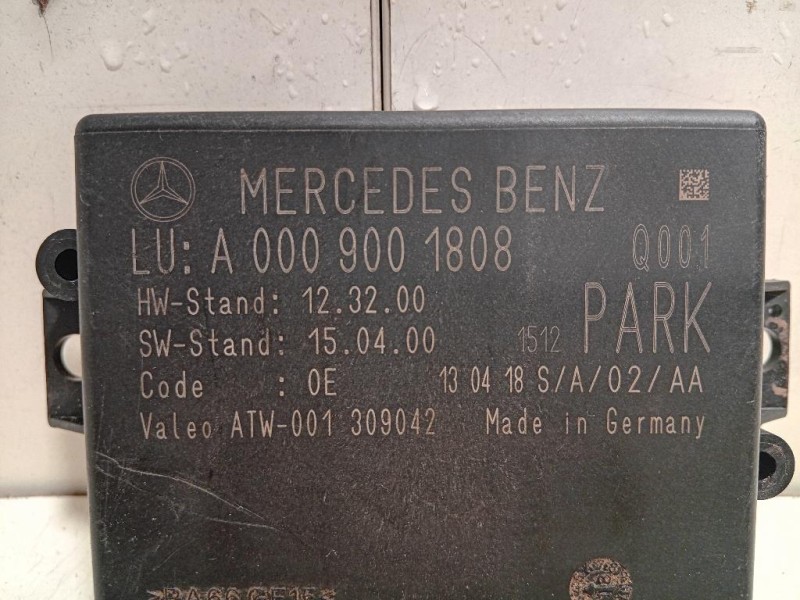 MERCEDES BENZ
LU: A 000 900 1808 Q001
HW-Stand: 12.32.00
SW-Stand: 15.04.00 1512 PARK
Code : 0E 13 04 18 S/A/02/AA
Valeo ATW-001 309042 Made in Germany